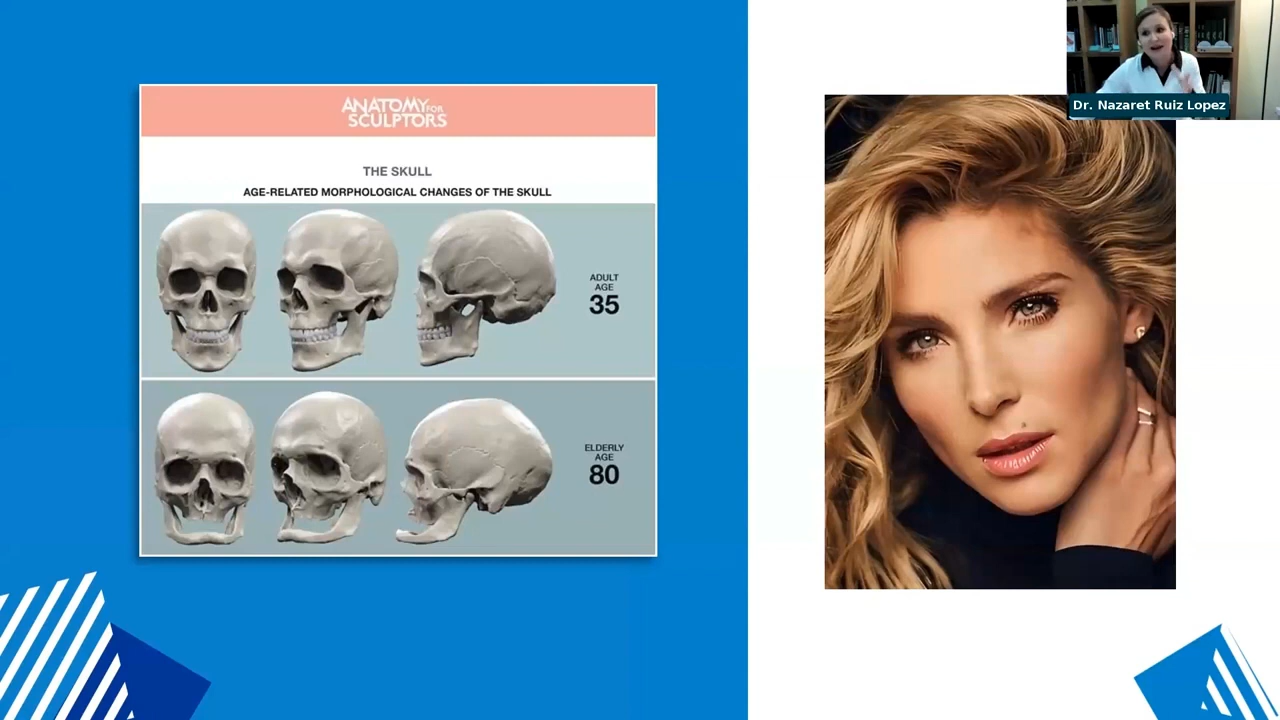 ANATOMY FOR
SCULPTORS
THE SKULL
AGE-RELATED MORPHOLOGICAL CHANGES OF THE SKULL
ADULT
AGE
35
ELDERLY
AGE
80
Dr. Nazaret Ruiz Lopez